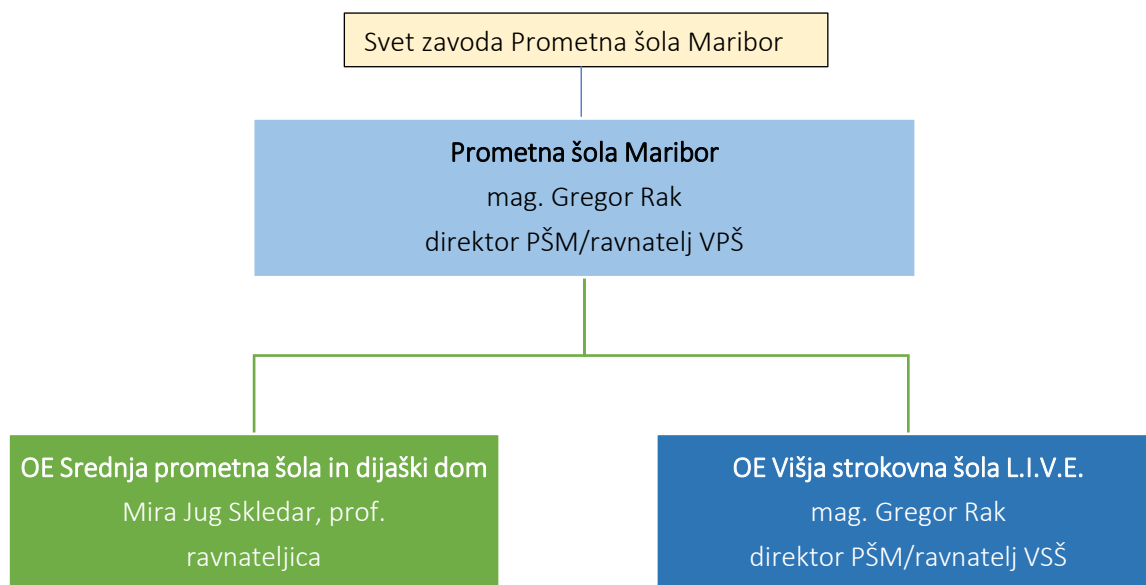 Svet zavoda Prometna šola Maribor
Prometna šola Maribor
mag. Gregor Rak
direktor PŠM/ravnatelj VPŠ
OE Srednja prometna šola in dijaški dom
Mira Jug Skledar, prof.
ravnateljica
OE Višja strokovna šola L.I.V.E.
mag. Gregor Rak
direktor PŠM/ravnatelj VSŠ